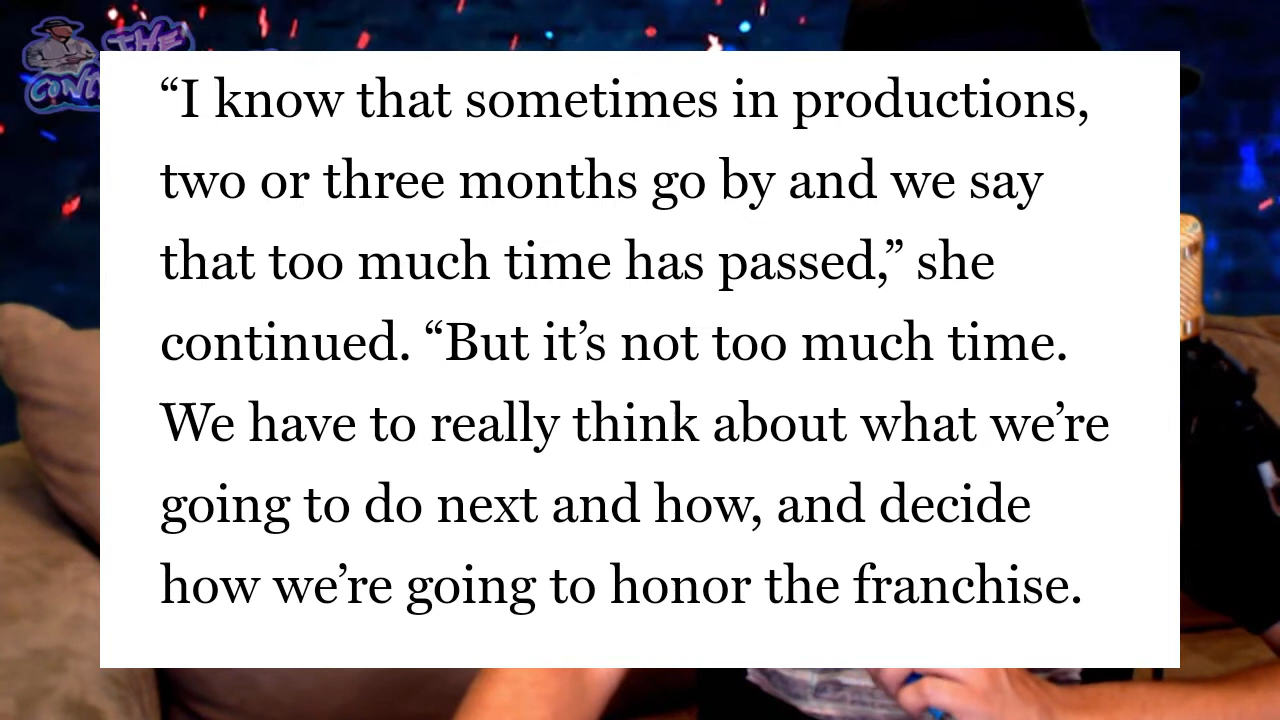 THE
“I know that sometimes in productions,
two or three months go by and we say
that too much time has passed,” she
continued. “But it’s not too much time.
We have to really think about what we’re
going to do next and how, and decide
how we’re going to honor the franchise.